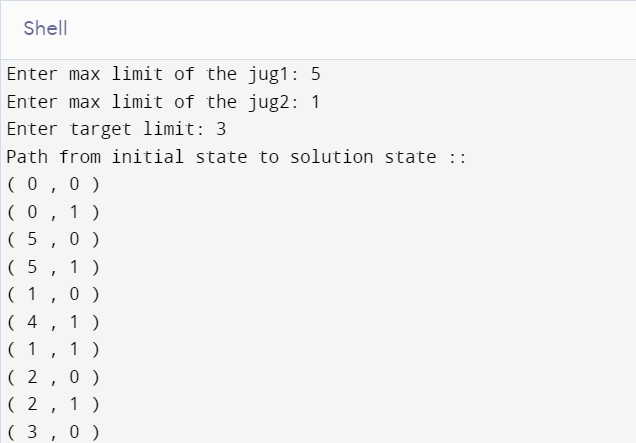 Shell
Enter max limit of the jug1: 5
Enter max limit of the jug2: 1
Enter target limit: 3
Path from initial state to solution state ::
( 0 , 0 )
( 0 , 1 )
( 5 , 0 )
( 5 , 1 )
( 1 , 0 )
( 4 , 1 )
( 1 , 1 )
( 2 , 0 )
( 2 , 1 )
( 3 , 0 )